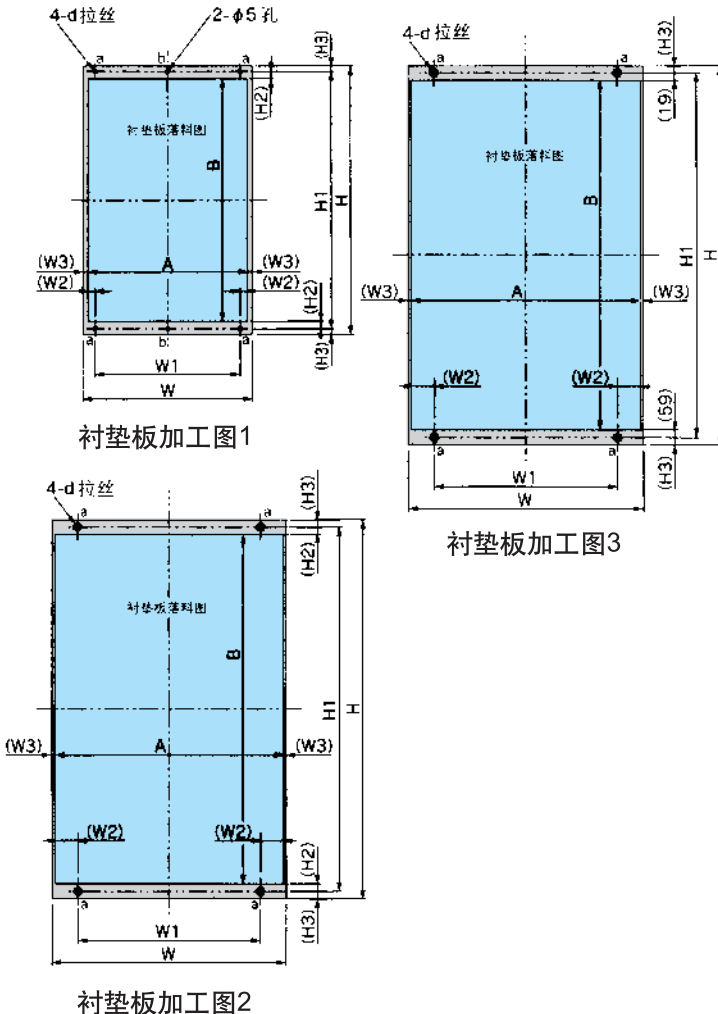 4-d拉丝
2-φ5孔
a
b'
a
(H3)
(H2)
衬垫板落料图
B
H1
H
(W3)
A
(W3)
(W2)
(W2)
(H2)
a
b'
a
(H3)
W1
W
衬垫板加工图1
4-d拉丝
a
a
(H3)
(19)
衬垫板落料图
B
H1
H
(W3)
A
(W3)
(W2)
(W2)
(59)
a
a
(H3)
W1
W
衬垫板加工图3
4-d拉丝
a
a
(H3)
(H2)
衬垫板落料图
B
H1
H
(W3)
A
(W3)
(W2)
(W2)
(H2)
a
a
(H3)
W1
W
衬垫板加工图2